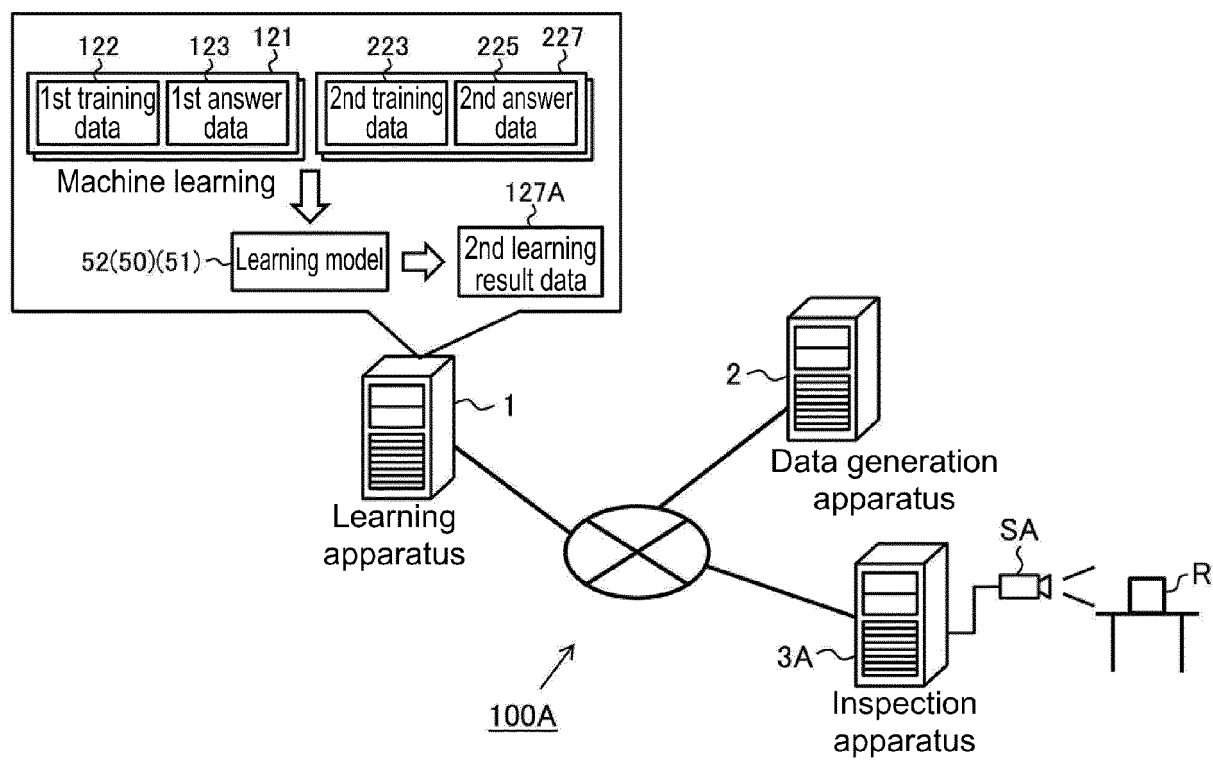 122 123 121 223 225 227
1st training data
1st answer data
2nd training data
2nd answer data
Machine learning
127A
52(50)(51)
Learning model
2nd learning result data
1
2
Learning apparatus
Data generation apparatus
SA
R
3A
Inspection apparatus
100A